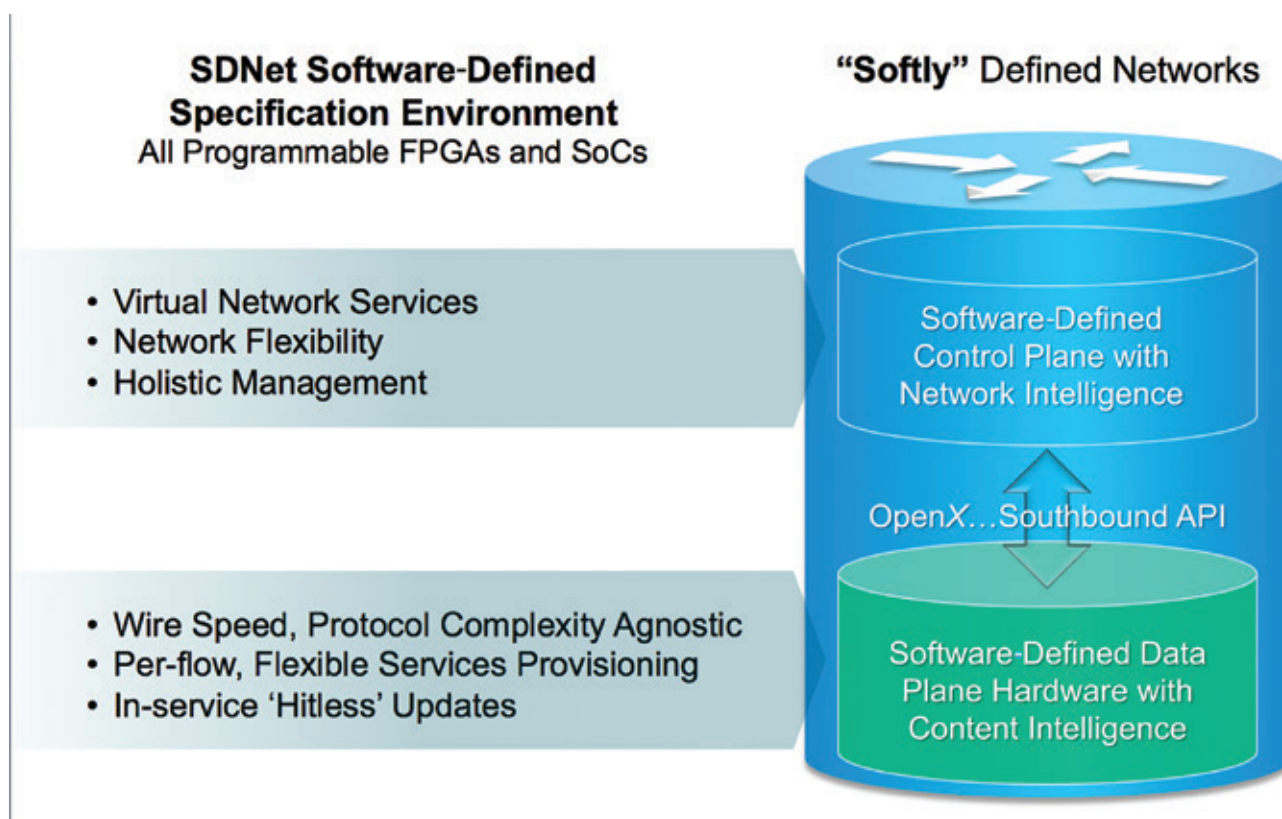 SDNet Software-Defined
Specification Environment
All Programmable FPGAs and SoCs
“Softly” Defined Networks
• Virtual Network Services
• Network Flexibility
• Holistic Management
Software-Defined
Control Plane with
Network Intelligence
OpenX...Southbound API
• Wire Speed, Protocol Complexity Agnostic
• Per-flow, Flexible Services Provisioning
• In-service ‘Hitless’ Updates
Software-Defined Data
Plane Hardware with
Content Intelligence